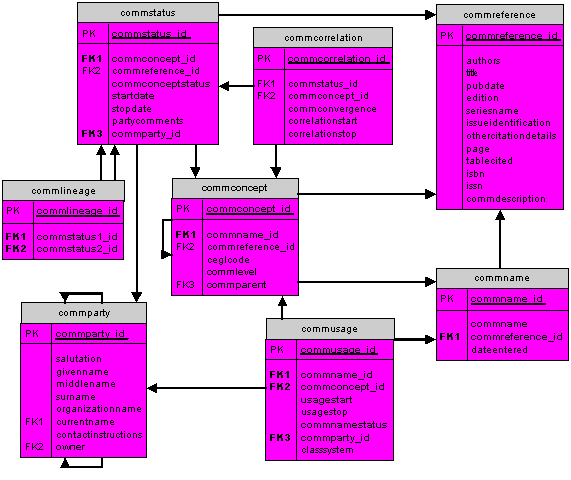 commstatus
PK commstatus_id
FK1 commconcept_id
FK2 commreference_id
commconceptstatus
startdate
stopdate
partycomments
FK3 commparty_id
commcorrelation
PK commcorrelation_id
FK1 commstatus_id
FK2 commconcept_id
commconvergence
correlationstart
correlationstop
commreference
PK commreference_id
authors
title
pubdate
edition
seriesname
issueidentification
othercitationdetails
page
tablecited
isbn
issn
commdescription
commlineage
PK commlineage_id
FK1 commstatus1_id
FK2 commstatus2_id
commconcept
PK commconcept_id
FK1 commname_id
FK2 commreference_id
ceglcode
commlevel
FK3 commparent
commname
PK commname_id
commname
FK1 commreference_id
dateentered
commparty
PK commparty_id
salutation
givenname
middlename
surname
organizationname
FK1 currentname
contactinstructions
FK2 owner
commusage
PK commusage_id
FK1 commname_id
FK2 commconcept_id
usagestart
usagestop
commnamestatus
FK3 commparty_id
classsystem